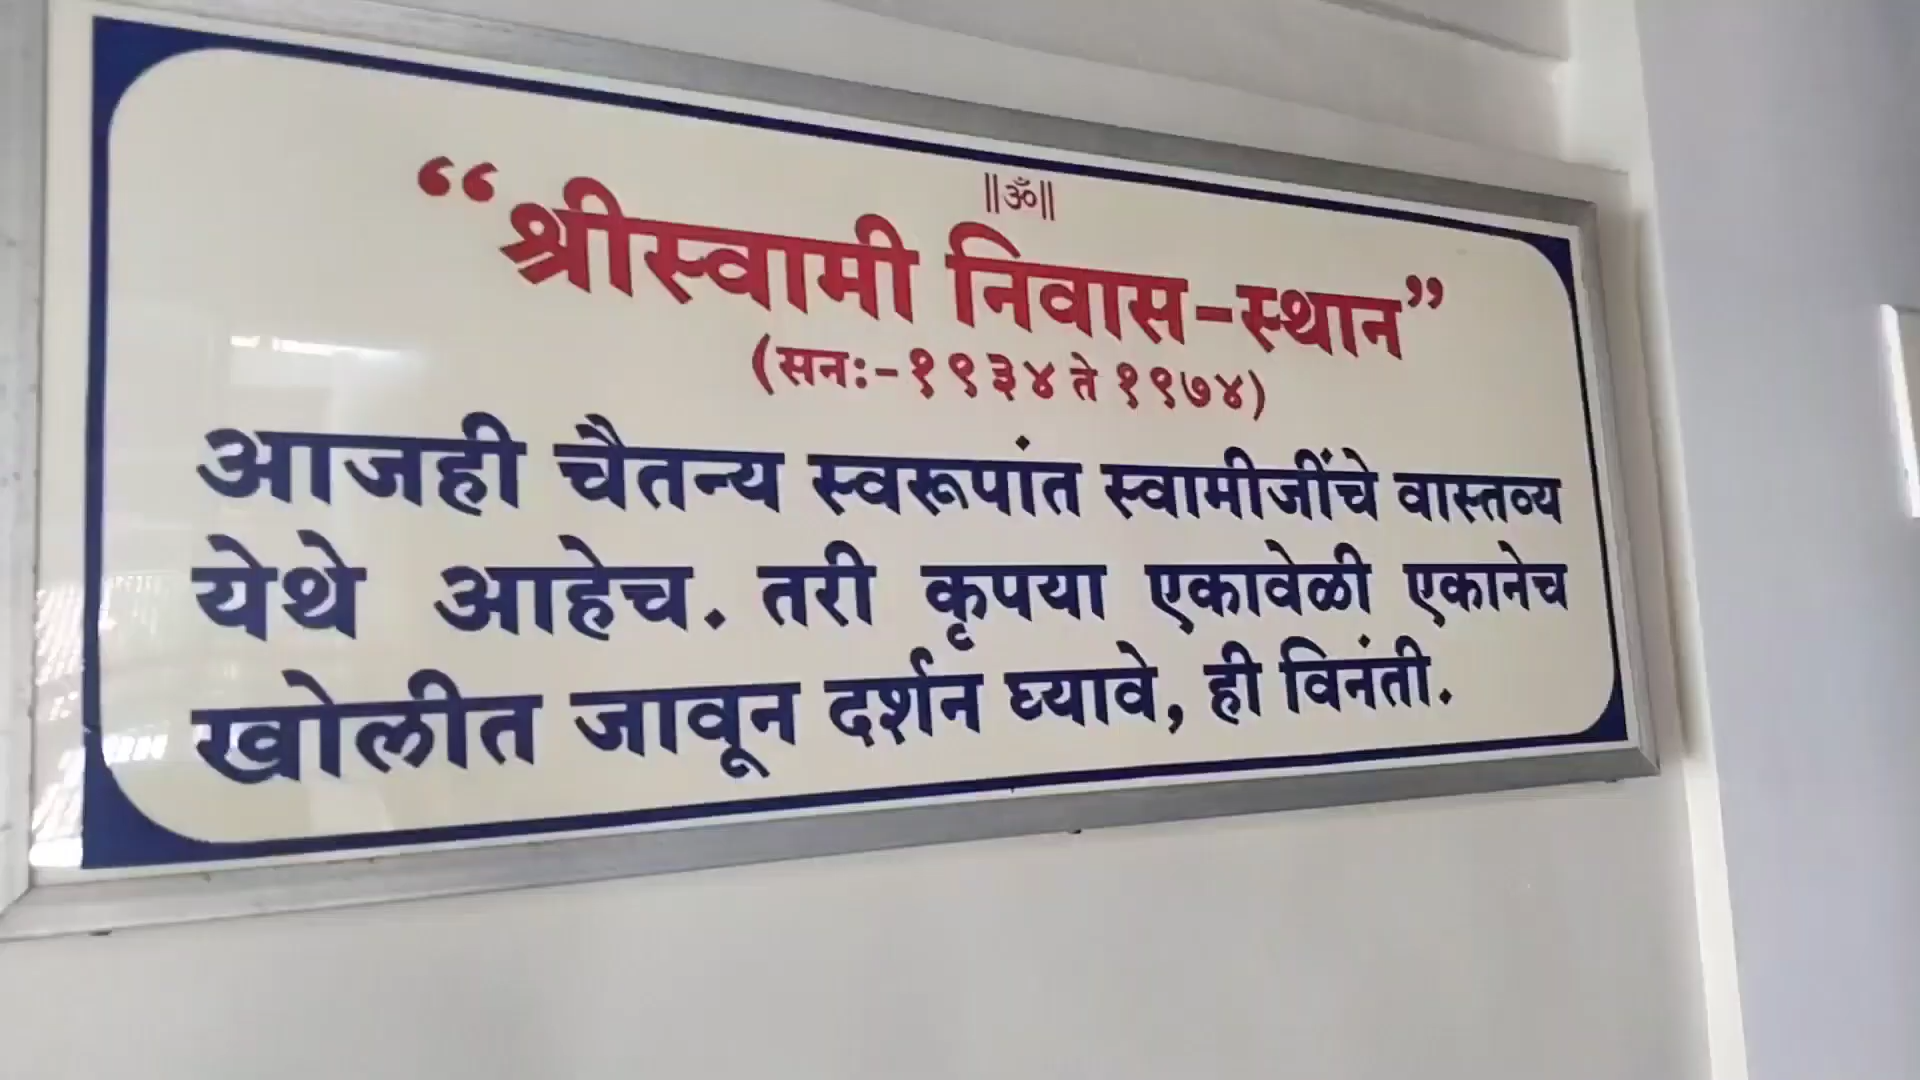 ॥ॐ॥
“श्रीस्वामी निवास-स्थान”
(सनः-१९३४ ते १९७४)
आजही चैतन्य स्वरूपांत स्वामीजींचे वास्तव्य
येथे आहेच. तरी कृपया एकावेळी एकानेच
खोलीत जावून दर्शन घ्यावे, ही विनंती.